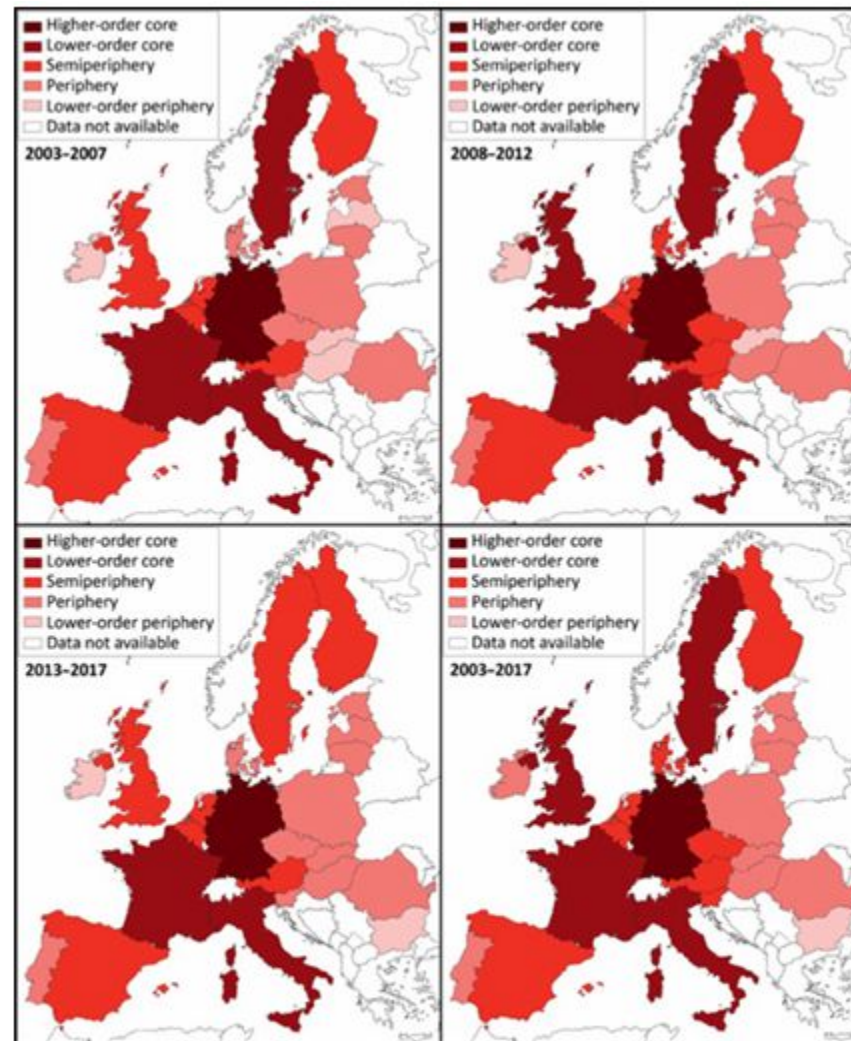 Higher-order core
Lower-order core
Semiperiphery
Periphery
Lower-order periphery
Data not available
2003–2007
Higher-order core
Lower-order core
Semiperiphery
Periphery
Lower-order periphery
Data not available
2008–2012
Higher-order core
Lower-order core
Semiperiphery
Periphery
Lower-order periphery
Data not available
2013–2017
Higher-order core
Lower-order core
Semiperiphery
Periphery
Lower-order periphery
Data not available
2003–2017